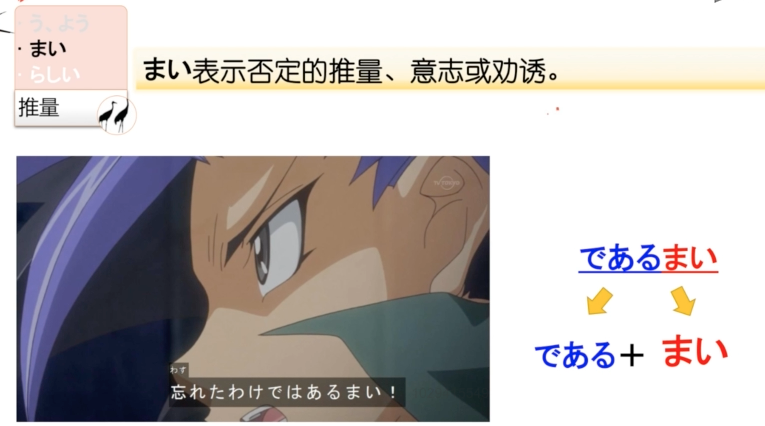 ・う、よう
・まい
・らしい
推量
まい表示否定的推量、意志或劝诱。
であるまい
である＋まい
わす
忘れたわけではあるまい！